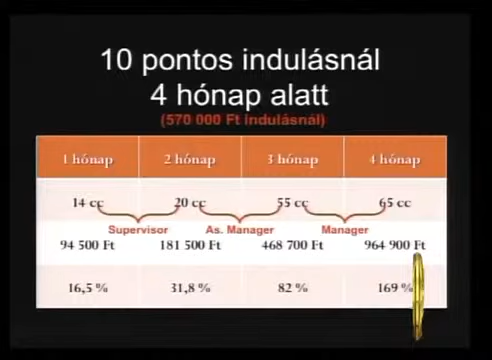 10 pontos indulásnál
4 hónap alatt
(570 000 Ft indulásnál)
1 hónap 2 hónap 3 hónap 4 hónap
14 cc 20 cc 55 cc 65 cc
Supervisor As. Manager Manager
94 500 Ft 181 500 Ft 468 700 Ft 964 900 Ft
16,5 % 31,8 % 82 % 169 %